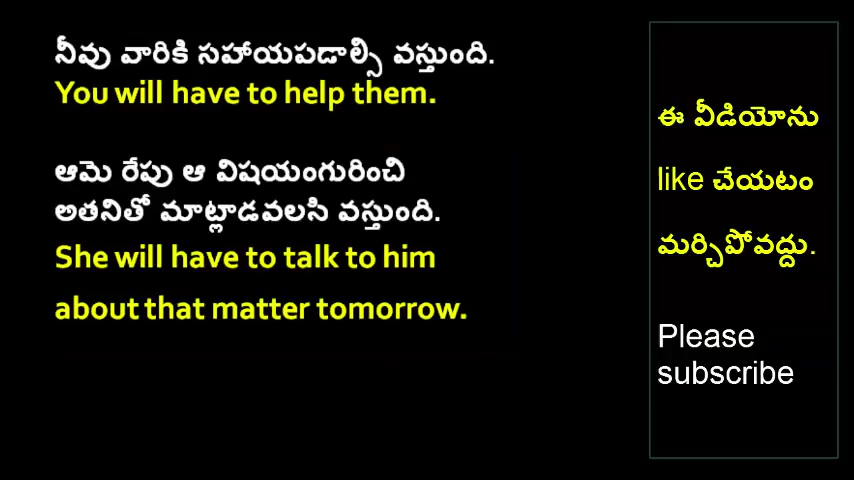 నీవు వారికి సహాయపడాల్సి వస్తుంది.
You will have to help them.
ఆమె రేపు ఆ విషయంగురించి
అతనితో మాట్లాడవలసి వస్తుంది.
She will have to talk to him
about that matter tomorrow.
ఈ వీడియోను
like చేయటం
మర్చిపోవద్దు.
Please
subscribe